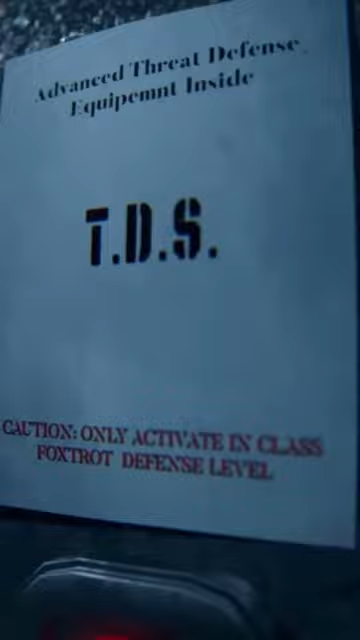 Advanced Threat Defense
Equipemnt Inside
T.D.S.
CAUTION: ONLY ACTIVATE IN CLASS
FOXTROT DEFENSE LEVEL